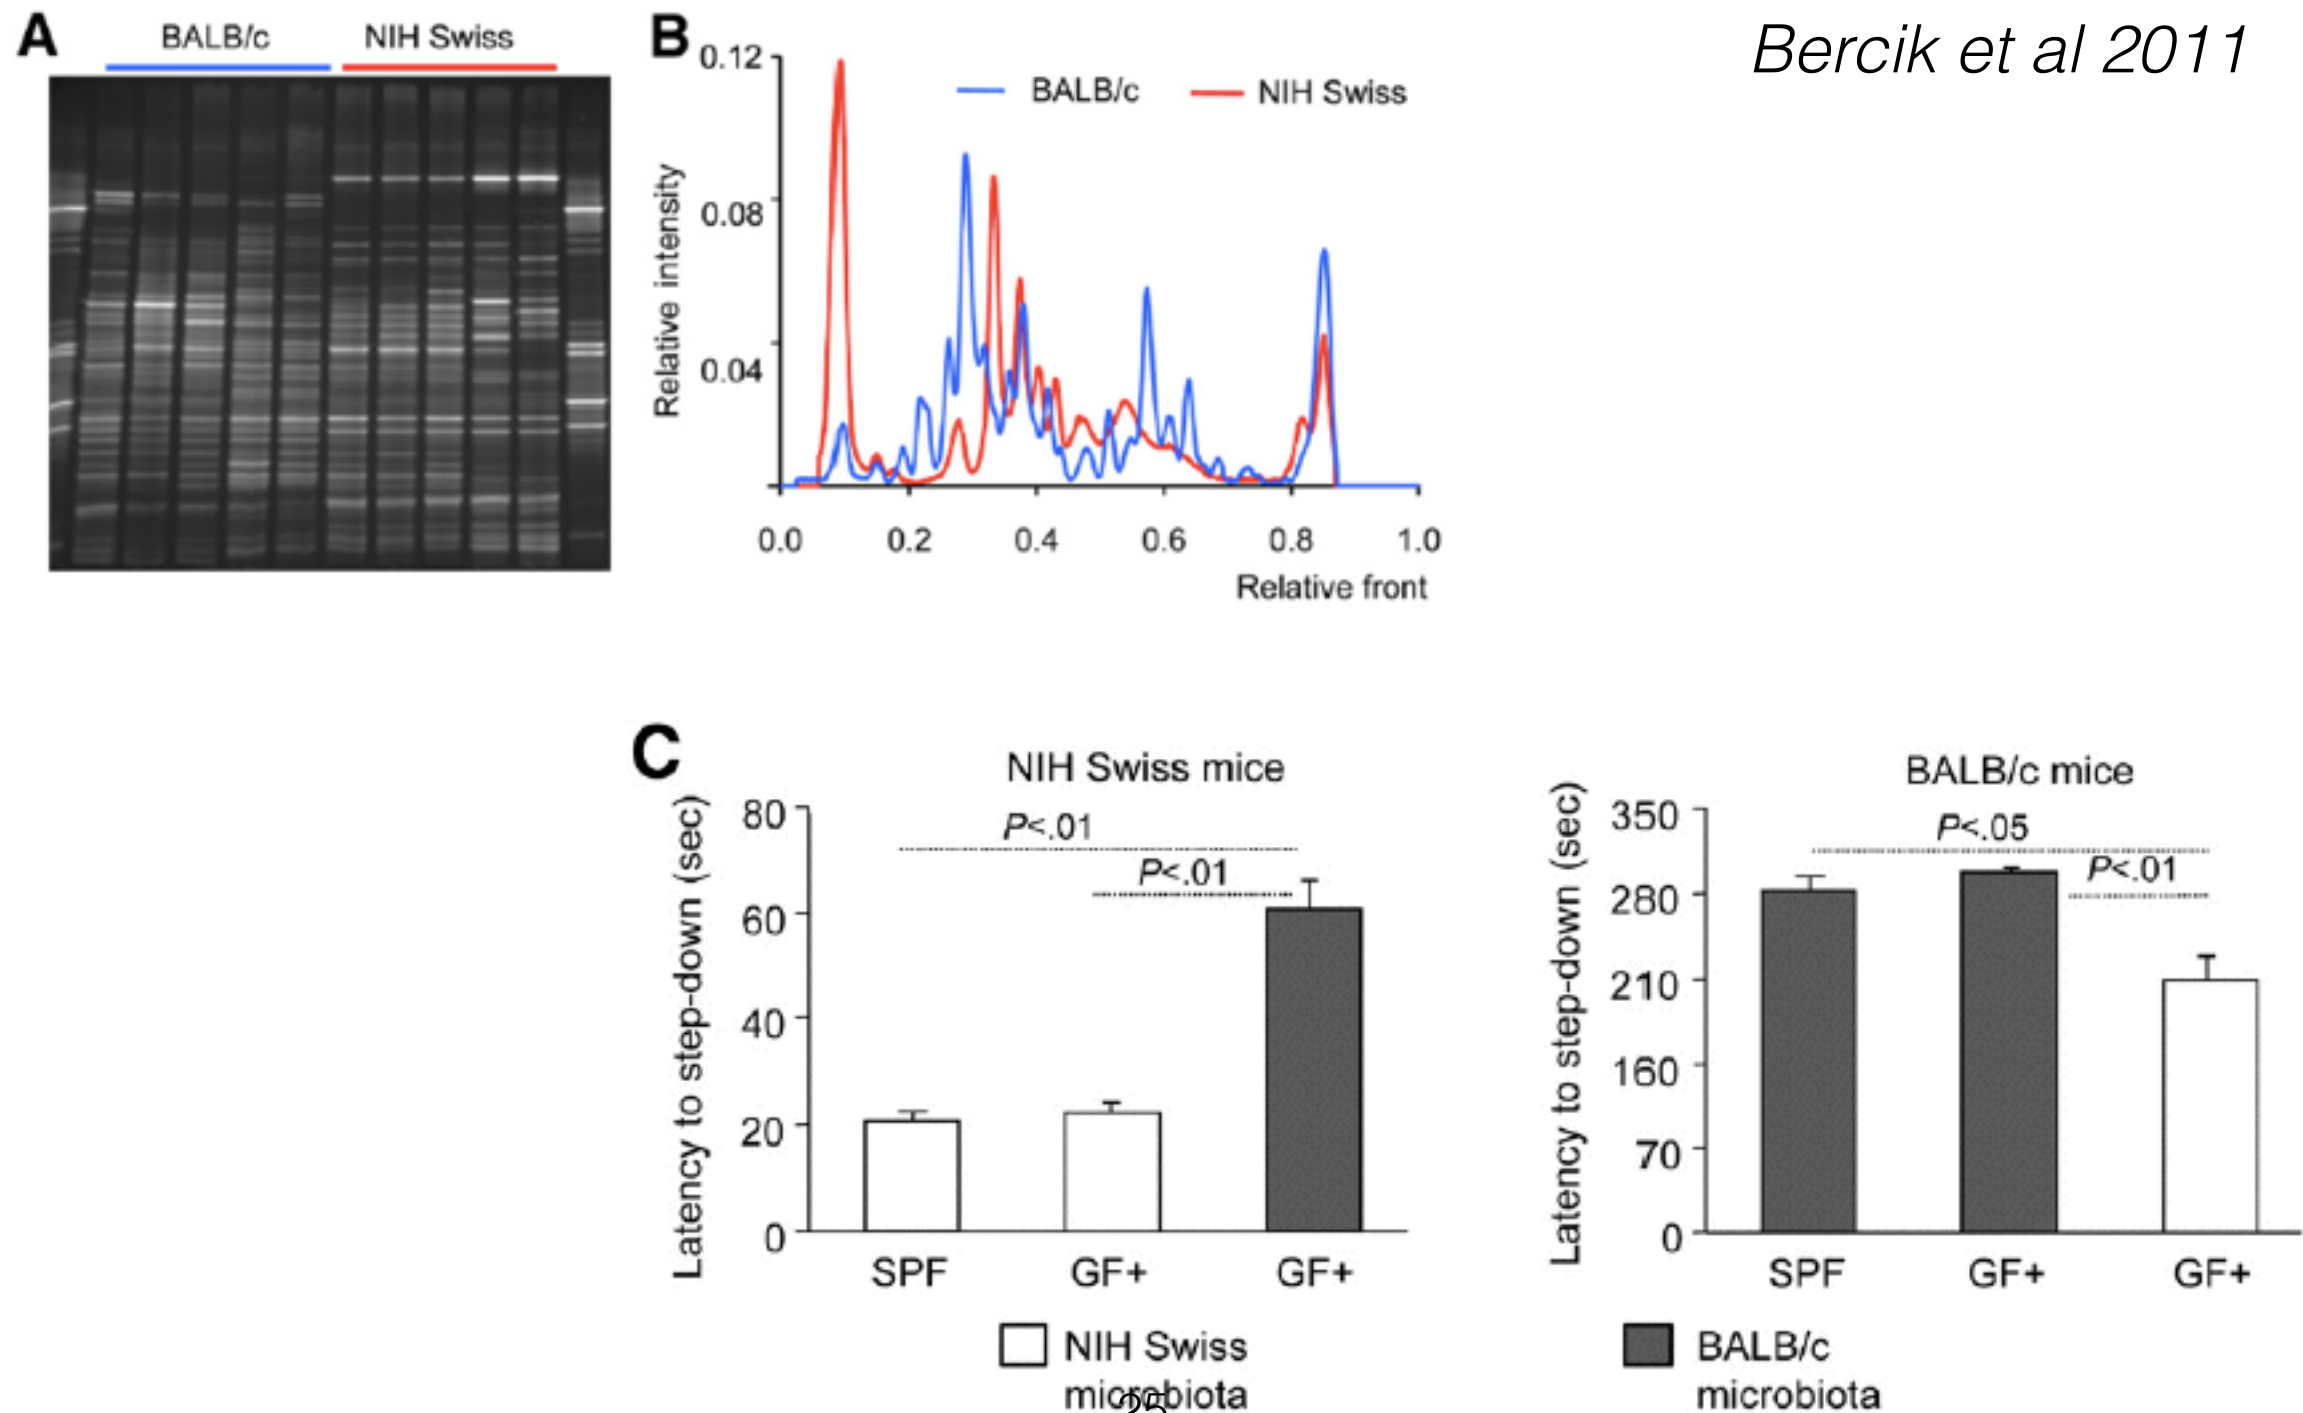 Bercik et al 2011
A
BALB/c NIH Swiss
B
0.12
0.08
0.04
Relative intensity
BALB/c NIH Swiss
0.0 0.2 0.4 0.6 0.8 1.0
Relative front
C
NIH Swiss mice
Latency to step-down (sec)
80
60
40
20
0
P<.01
P<.01
SPF GF+ GF+
NIH Swiss
microbiota
BALB/c mice
Latency to step-down (sec)
350
280
210
160
70
0
P<.05
P<.01
SPF GF+ GF+
BALB/c
microbiota
25